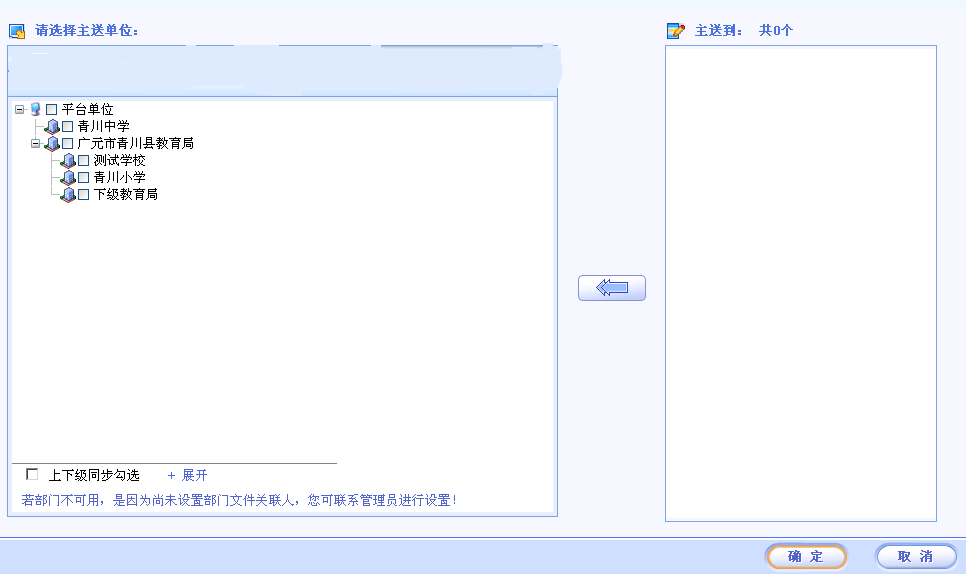 请选择主送单位：
主送到： 共0个
平台单位
青川中学
广元市青川县教育局
测试学校
青川小学
下级教育局
上下级同步勾选 + 展开
若部门不可用，是因为尚未设置部门文件关联人，您可联系管理员进行设置！
确 定 取 消